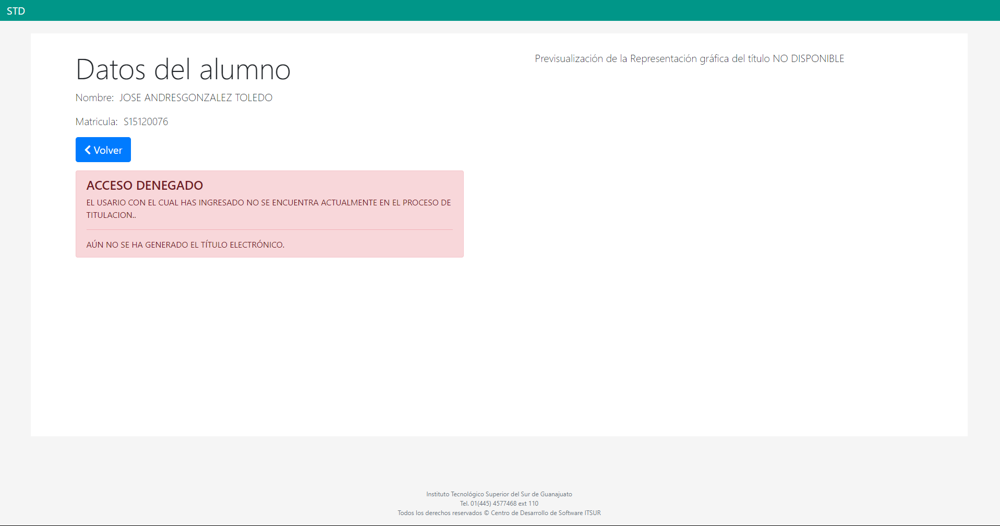 STD
Datos del alumno
Nombre: JOSE ANDRESGONZALEZ TOLEDO
Matricula: S15120076
Volver
ACCESO DENEGADO
EL USARIO CON EL CUAL HAS INGRESADO NO SE ENCUENTRA ACTUALMENTE EN EL PROCESO DE
TITULACION..
AÚN NO SE HA GENERADO EL TÍTULO ELECTRÓNICO.
Previsualización de la Representación gráfica del título NO DISPONIBLE
Instituto Tecnológico Superior del Sur de Guanajuato
Tel. 01(445) 4577468 ext 110
Todos los derechos reservados © Centro de Desarrollo de Software ITSUR